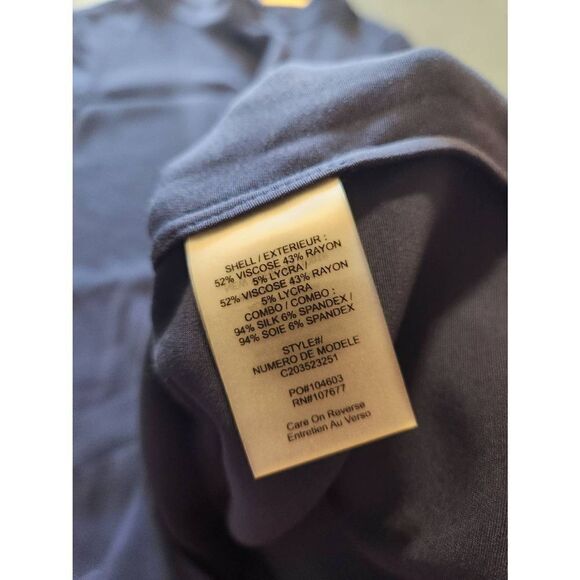 SHELL / EXTERIEUR :
52% VISCOSE 43% RAYON
5% LYCRA /
52% VISCOSE 43% RAYON
5% LYCRA
COMBO / COMBO :
94% SILK 6% SPANDEX /
94% SOIE 6% SPANDEX
STYLE#/
NUMERO DE MODELE
C203523251
PO#104603
RN#107677
Care On Reverse
Entretien Au Verso